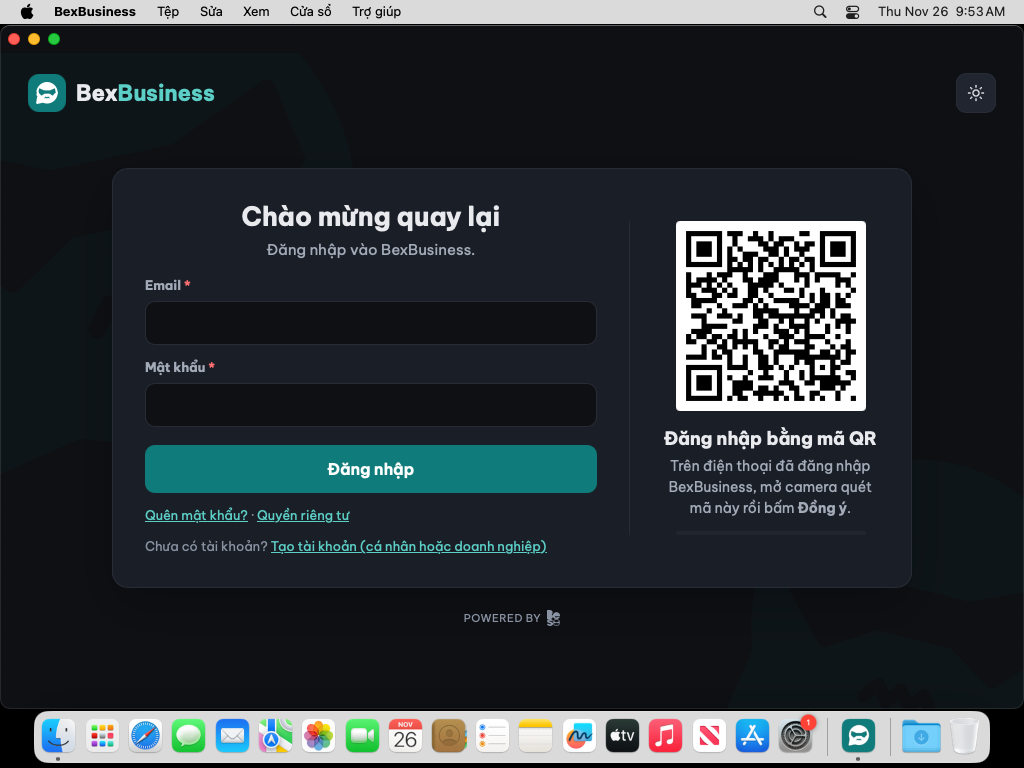 BexBusiness Tệp Sửa Xem Cửa sổ Trợ giúp Thu Nov 26 9:53 AM
BexBusiness
Chào mừng quay lại
Đăng nhập vào BexBusiness.
Email *
Mật khẩu *
Đăng nhập
Quên mật khẩu? · Quyền riêng tư
Chưa có tài khoản? Tạo tài khoản (cá nhân hoặc doanh nghiệp)
Đăng nhập bằng mã QR
Trên điện thoại đã đăng nhập
BexBusiness, mở camera quét
mã này rồi bấm Đồng ý.
POWERED BY
NOV
26
tv
1